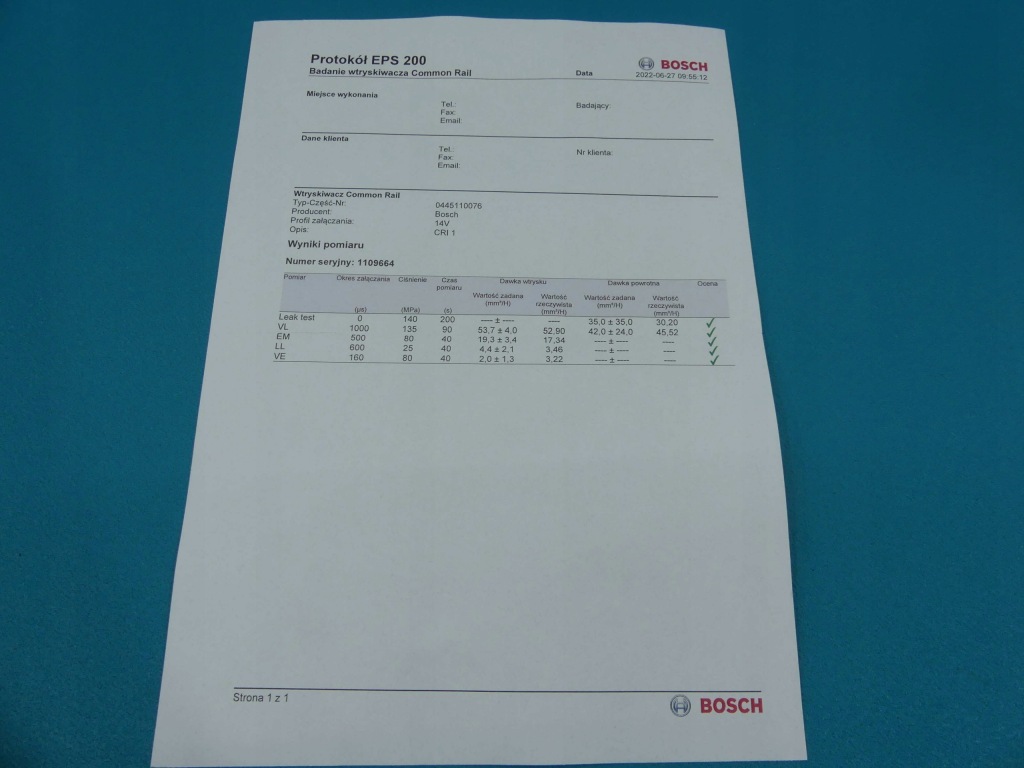 Protokół EPS 200
Badanie wtryskiwacza Common Rail
Data
BOSCH
2022-06-27 09:55:12
Miejsce wykonania
Tel.:
Fax:
Email:
Badający:
Dane klienta
Tel.:
Fax:
Email:
Nr klienta:
Wtryskiwacz Common Rail
Typ-Część-Nr: 0445110076
Producent: Bosch
Profil załączania: 14V
Opis: CRI 1
Wyniki pomiaru
Numer seryjny: 1109664
Pomiar Okres załączania Ciśnienie Czas pomiaru Dawka wtrysku Dawka powrotna Ocena
Wartość zadana (mm³/H) Wartość rzeczywista (mm³/H) Wartość zadana (mm³/H) Wartość rzeczywista (mm³/H)
(µs) (MPa) (s)
Leak test 0 140 200 ---- ± ---- ---- 35,0 ± 35,0 30,20 ✓
VL 1000 135 90 53,7 ± 4,0 52,90 42,0 ± 24,0 45,52 ✓
EM 500 80 40 19,3 ± 3,4 17,34 ---- ± ---- ---- ✓
LL 600 25 40 4,4 ± 2,1 3,46 ---- ± ---- ---- ✓
VE 160 80 40 2,0 ± 1,3 3,22 ---- ± ---- ---- ✓
Strona 1 z 1
BOSCH